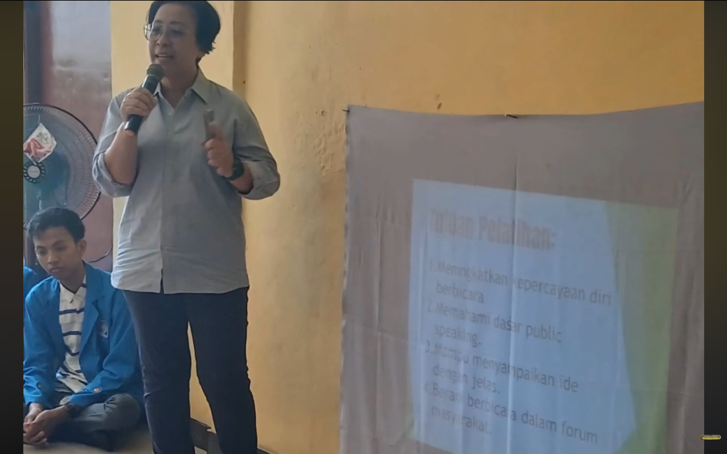 Tujuan Pelatihan:
1. Meningkatkan kepercayaan diri
berbicara
2. Memahami dasar public
speaking.
3. Mampu menyampaikan ide
dengan jelas.
4. Berani berbicara dalam forum
masyarakat.